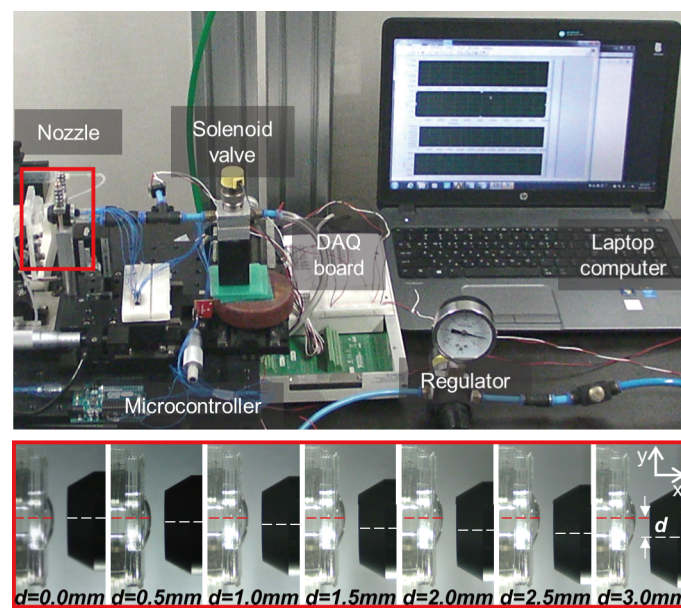 Nozzle
Solenoid
valve
DAQ
board
Laptop
computer
Regulator
Microcontroller
y
x
d
d=0.0mm
d=0.5mm
d=1.0mm
d=1.5mm
d=2.0mm
d=2.5mm
d=3.0mm